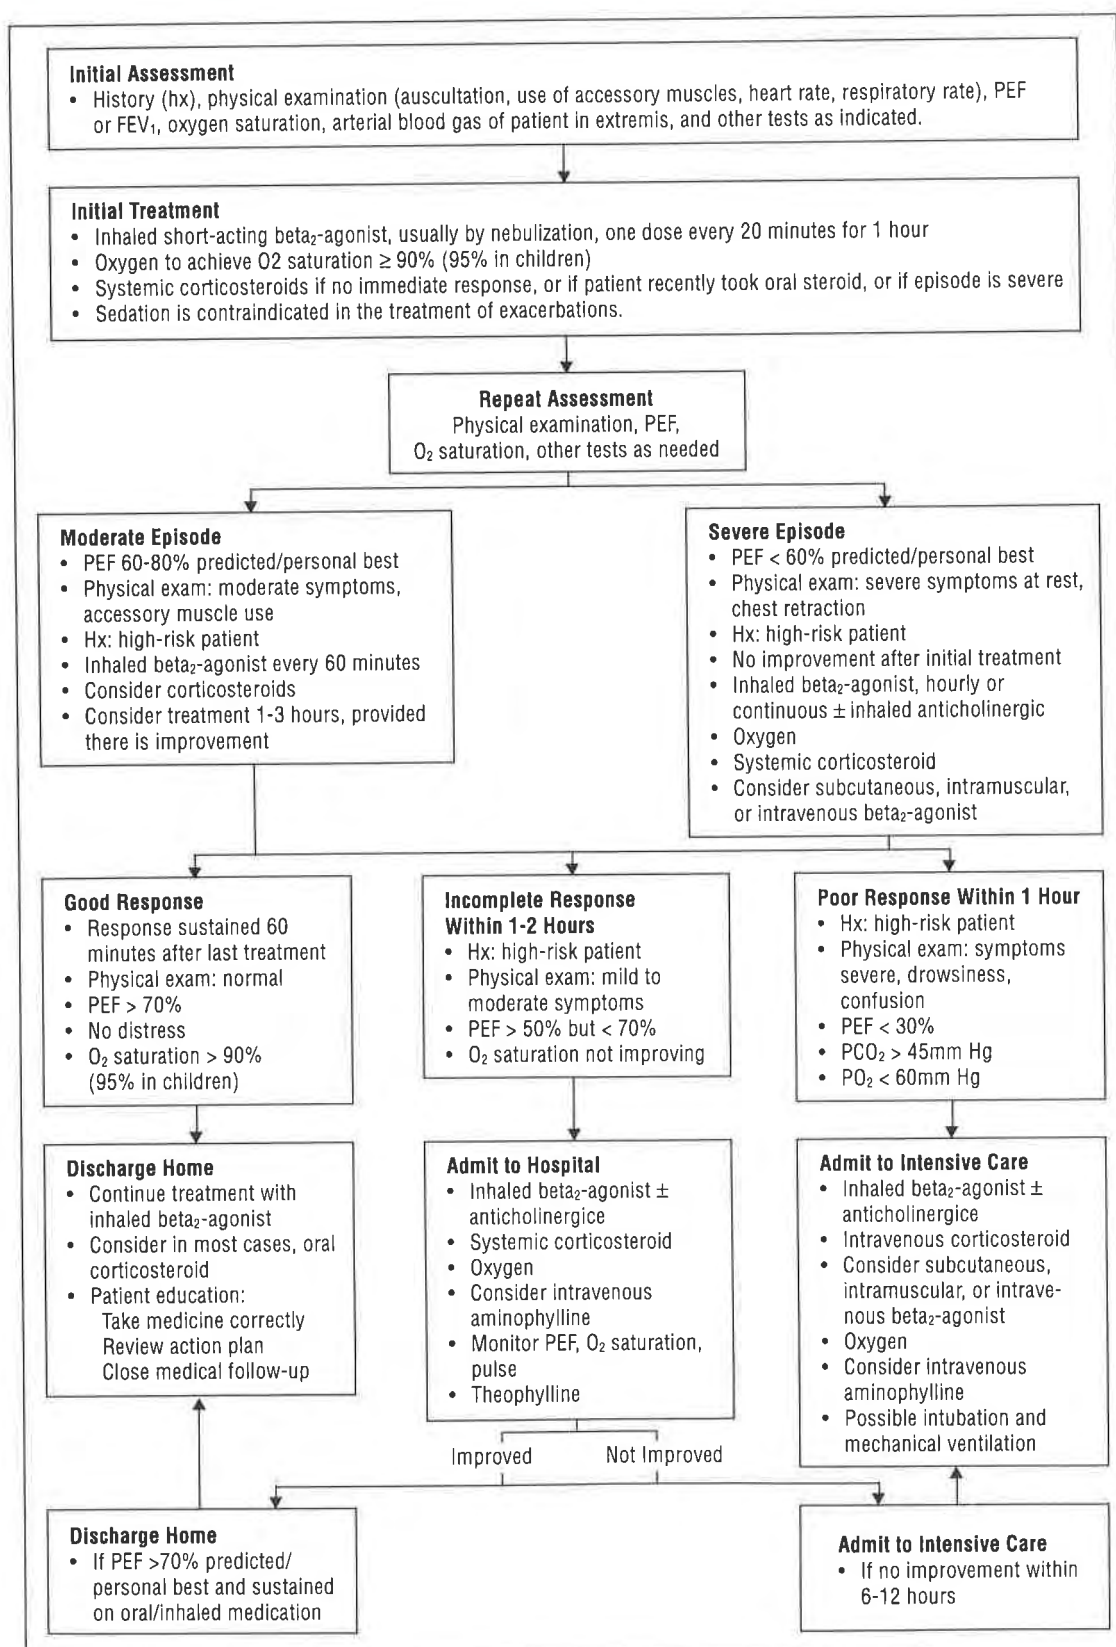 Initial Assessment
• History (hx), physical examination (auscultation, use of accessory muscles, heart rate, respiratory rate), PEF
or FEV₁, oxygen saturation, arterial blood gas of patient in extremis, and other tests as indicated.
Initial Treatment
• Inhaled short-acting beta₂-agonist, usually by nebulization, one dose every 20 minutes for 1 hour
• Oxygen to achieve O2 saturation ≥ 90% (95% in children)
• Systemic corticosteroids if no immediate response, or if patient recently took oral steroid, or if episode is severe
• Sedation is contraindicated in the treatment of exacerbations.
Repeat Assessment
Physical examination, PEF,
O₂ saturation, other tests as needed
Moderate Episode
• PEF 60-80% predicted/personal best
• Physical exam: moderate symptoms,
accessory muscle use
• Hx: high-risk patient
• Inhaled beta₂-agonist every 60 minutes
• Consider corticosteroids
• Consider treatment 1-3 hours, provided
there is improvement
Severe Episode
• PEF < 60% predicted/personal best
• Physical exam: severe symptoms at rest,
chest retraction
• Hx: high-risk patient
• No improvement after initial treatment
• Inhaled beta₂-agonist, hourly or
continuous ± inhaled anticholinergic
• Oxygen
• Systemic corticosteroid
• Consider subcutaneous, intramuscular,
or intravenous beta₂-agonist
Good Response
• Response sustained 60
minutes after last treatment
• Physical exam: normal
• PEF > 70%
• No distress
• O₂ saturation > 90%
(95% in children)
Incomplete Response
Within 1-2 Hours
• Hx: high-risk patient
• Physical exam: mild to
moderate symptoms
• PEF > 50% but < 70%
• O₂ saturation not improving
Poor Response Within 1 Hour
• Hx: high-risk patient
• Physical exam: symptoms
severe, drowsiness,
confusion
• PEF < 30%
• PCO₂ > 45mm Hg
• PO₂ < 60mm Hg
Discharge Home
• Continue treatment with
inhaled beta₂-agonist
• Consider in most cases, oral
corticosteroid
• Patient education:
Take medicine correctly
Review action plan
Close medical follow-up
Admit to Hospital
• Inhaled beta₂-agonist ±
anticholinergice
• Systemic corticosteroid
• Oxygen
• Consider intravenous
aminophylline
• Monitor PEF, O₂ saturation,
pulse
• Theophylline
Admit to Intensive Care
• Inhaled beta₂-agonist ±
anticholinergice
• Intravenous corticosteroid
• Consider subcutaneous,
intramuscular, or intrave-
nous beta₂-agonist
• Oxygen
• Consider intravenous
aminophylline
• Possible intubation and
mechanical ventilation
Improved
Not Improved
Discharge Home
• If PEF >70% predicted/
personal best and sustained
on oral/inhaled medication
Admit to Intensive Care
• If no improvement within
6-12 hours